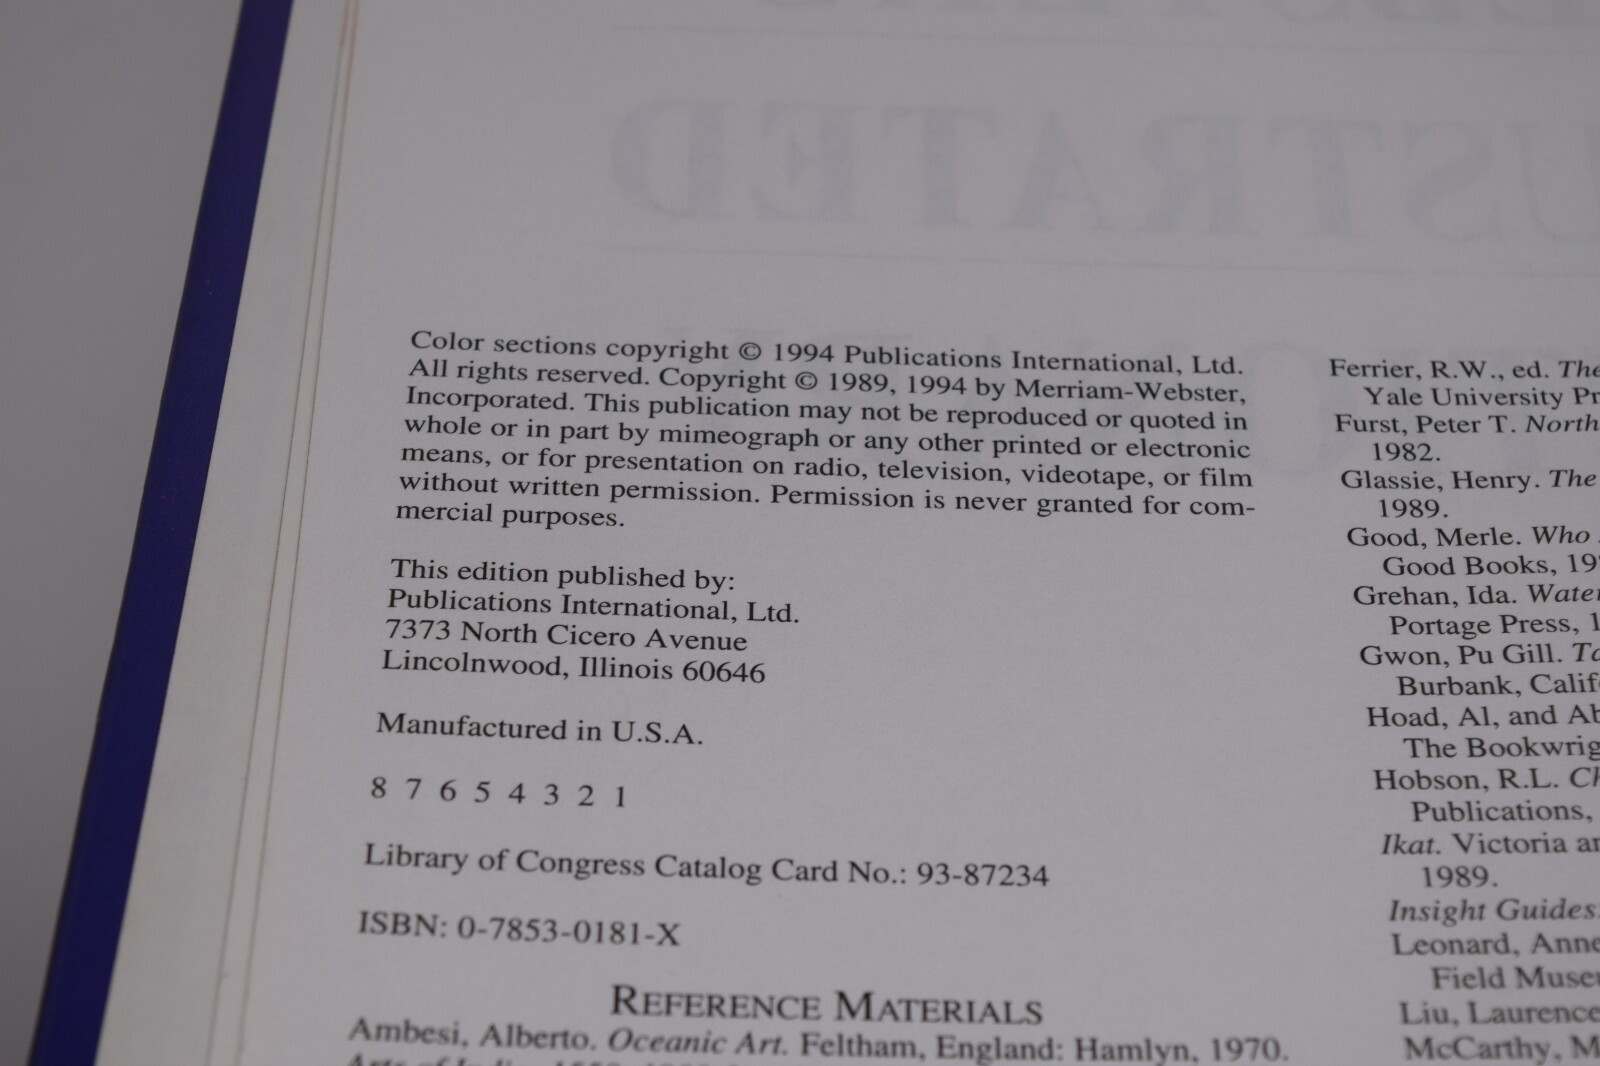 Color sections copyright © 1994 Publications International, Ltd.
All rights reserved. Copyright © 1989, 1994 by Merriam-Webster,
Incorporated. This publication may not be reproduced or quoted in
whole or in part by mimeograph or any other printed or electronic
means, or for presentation on radio, television, videotape, or film
without written permission. Permission is never granted for com-
mercial purposes.
This edition published by:
Publications International, Ltd.
7373 North Cicero Avenue
Lincolnwood, Illinois 60646
Manufactured in U.S.A.
8 7 6 5 4 3 2 1
Library of Congress Catalog Card No.: 93-87234
ISBN: 0-7853-0181-X
REFERENCE MATERIALS
Ambesi, Alberto. Oceanic Art. Feltham, England: Hamlyn, 1970.
Ferrier, R.W., ed. The
Yale University
Furst, Peter T. North
1982.
Glassie, Henry. The
1989.
Good, Merle. Who
Good Books,
Grehan, Ida.
Portage Press,
Gwon, Pu Gill.
Burbank,
Hoad, Al, and
The
Hobson, R.L.
Publications,
Ikat. Victoria
1989.
Insight Guides
Leonard,
Field
Liu,